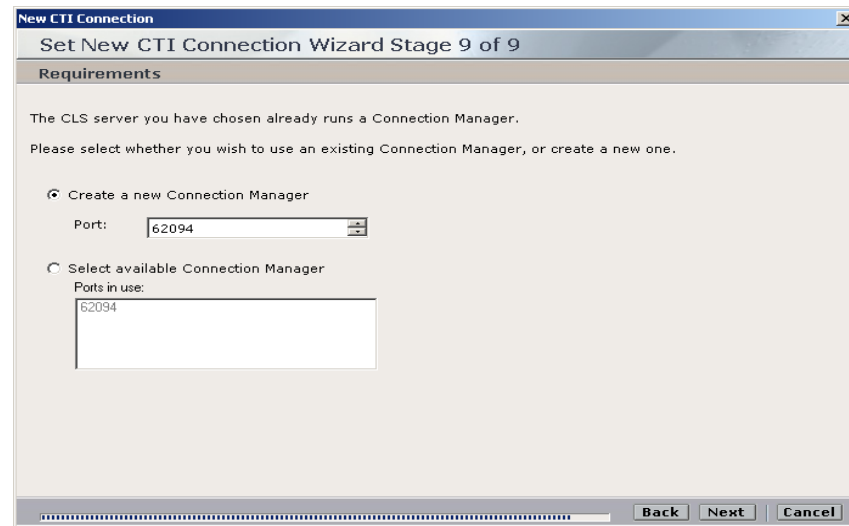 New CTI Connection
Set New CTI Connection Wizard Stage 9 of 9
Requirements
The CLS server you have chosen already runs a Connection Manager.
Please select whether you wish to use an existing Connection Manager, or create a new one.
Create a new Connection Manager
Port: 62094
Select available Connection Manager
Ports in use:
62094
Back Next Cancel